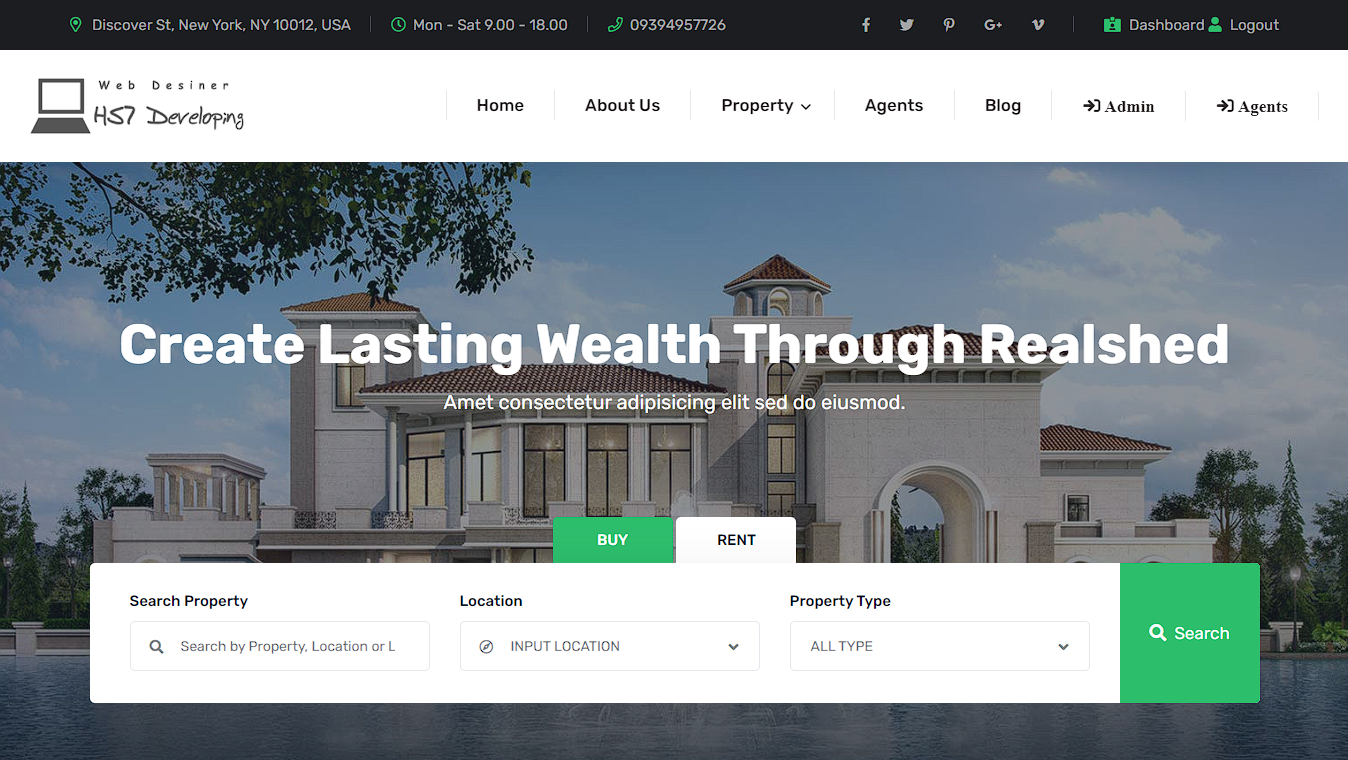 Discover St, New York, NY 10012, USA Mon - Sat 9.00 - 18.00 09394957726 Dashboard Logout
Web Desiner
HS7 Developing
Home About Us Property Agents Blog Admin Agents
Create Lasting Wealth Through Realshed
Amet consectetur adipisicing elit sed do eiusmod.
BUY RENT
Search Property Location Property Type
Search by Property, Location or L INPUT LOCATION ALL TYPE Search